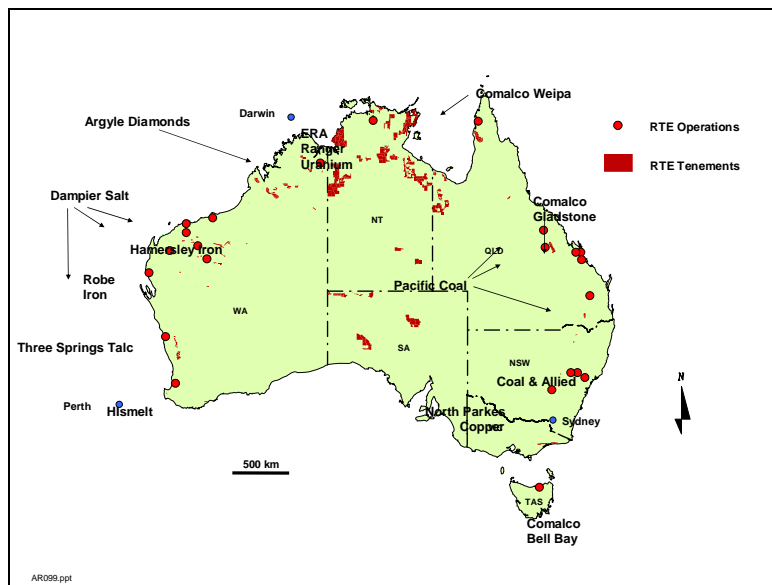 Comalco Weipa
Darwin
Argyle Diamonds
ERA
Ranger
Uranium
RTE Operations
RTE Tenements
Dampier Salt
Comalco
Gladstone
NT
QLD
Hamersley Iron
Robe
Iron
Pacific Coal
WA
Three Springs Talc
SA
NSW
Coal & Allied
N
Perth
HIsmelt
North Parkes
Copper
Sydney
500 km
TAS
Comalco
Bell Bay
AR099.ppt